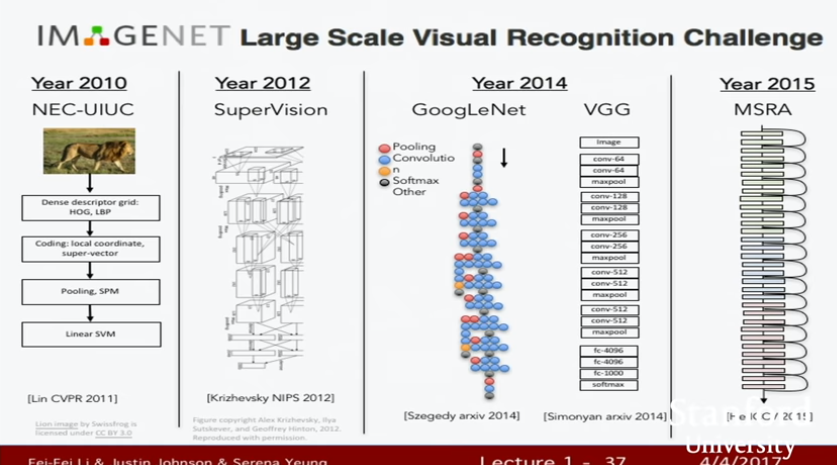 IMAGENET Large Scale Visual Recognition Challenge
Year 2010
NEC-UIUC
Dense descriptor grid:
HOG, LBP
Coding: local coordinate,
super-vector
Pooling, SPM
Linear SVM
[Lin CVPR 2011]
Lion image by Swissfrog is
licensed under CC BY 3.0
Year 2012
SuperVision
[Krizhevsky NIPS 2012]
Figure copyright Alex Krizhevsky, Ilya
Sutskever, and Geoffrey Hinton, 2012.
Reproduced with permission.
Year 2014
GoogLeNet
Pooling
Convolutio
n
Softmax
Other
[Szegedy arxiv 2014]
VGG
Image
conv-64
conv-64
maxpool
conv-128
conv-128
maxpool
conv-256
conv-256
maxpool
conv-512
conv-512
maxpool
conv-512
conv-512
maxpool
fc-4096
fc-4096
fc-1000
softmax
[Simonyan arxiv 2014]
Year 2015
MSRA
[He ICCV 2015]
Stanford
University
Fei-Fei Li & Justin Johnson & Serena Yeung
Lecture 1 - 37
4/4/2017